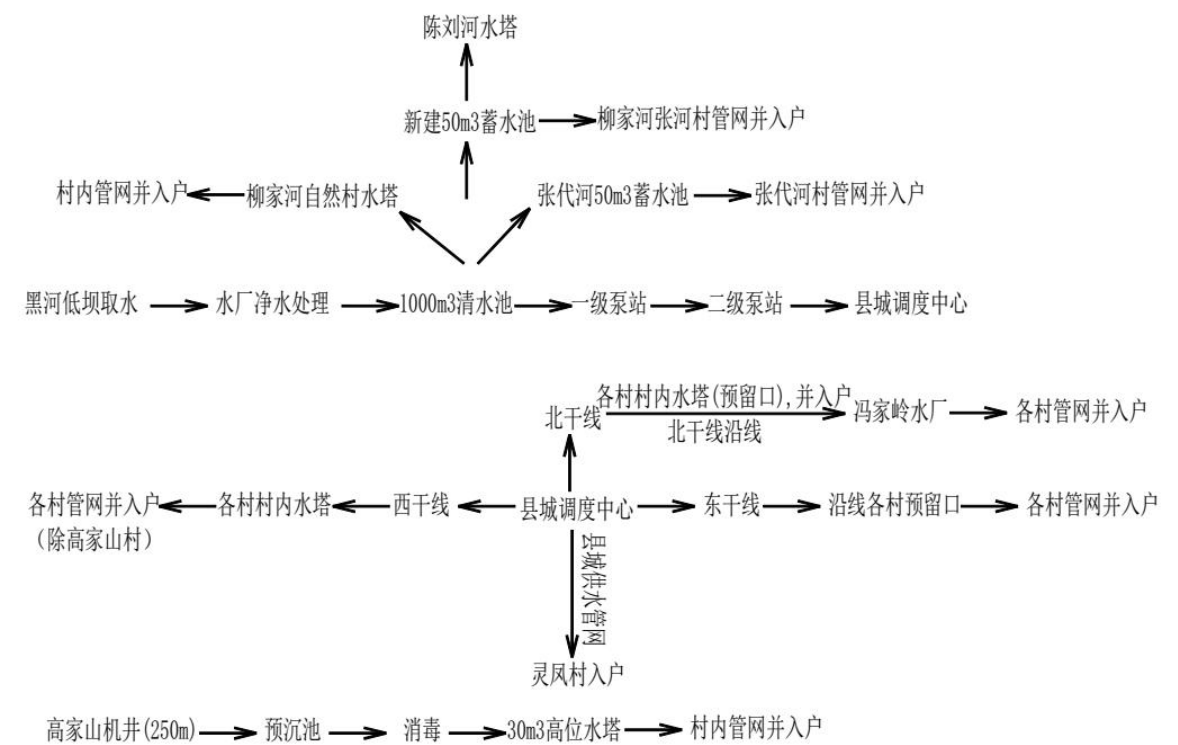 陈刘河水塔
新建50m3蓄水池
柳家河张河村管网并入户
村内管网并入户
柳家河自然村水塔
张代河50m3蓄水池
张代河村管网并入户
黑河低坝取水
水厂净水处理
1000m3清水池
一级泵站
二级泵站
县城调度中心
各村村内水塔(预留口),并入户
北干线
北干线沿线
冯家岭水厂
各村管网并入户
各村管网并入户
(除高家山村)
各村村内水塔
西干线
县城调度中心
东干线
沿线各村预留口
各村管网并入户
县城供水管网
灵凤村入户
高家山机井(250m)
预沉池
消毒
30m3高位水塔
村内管网并入户